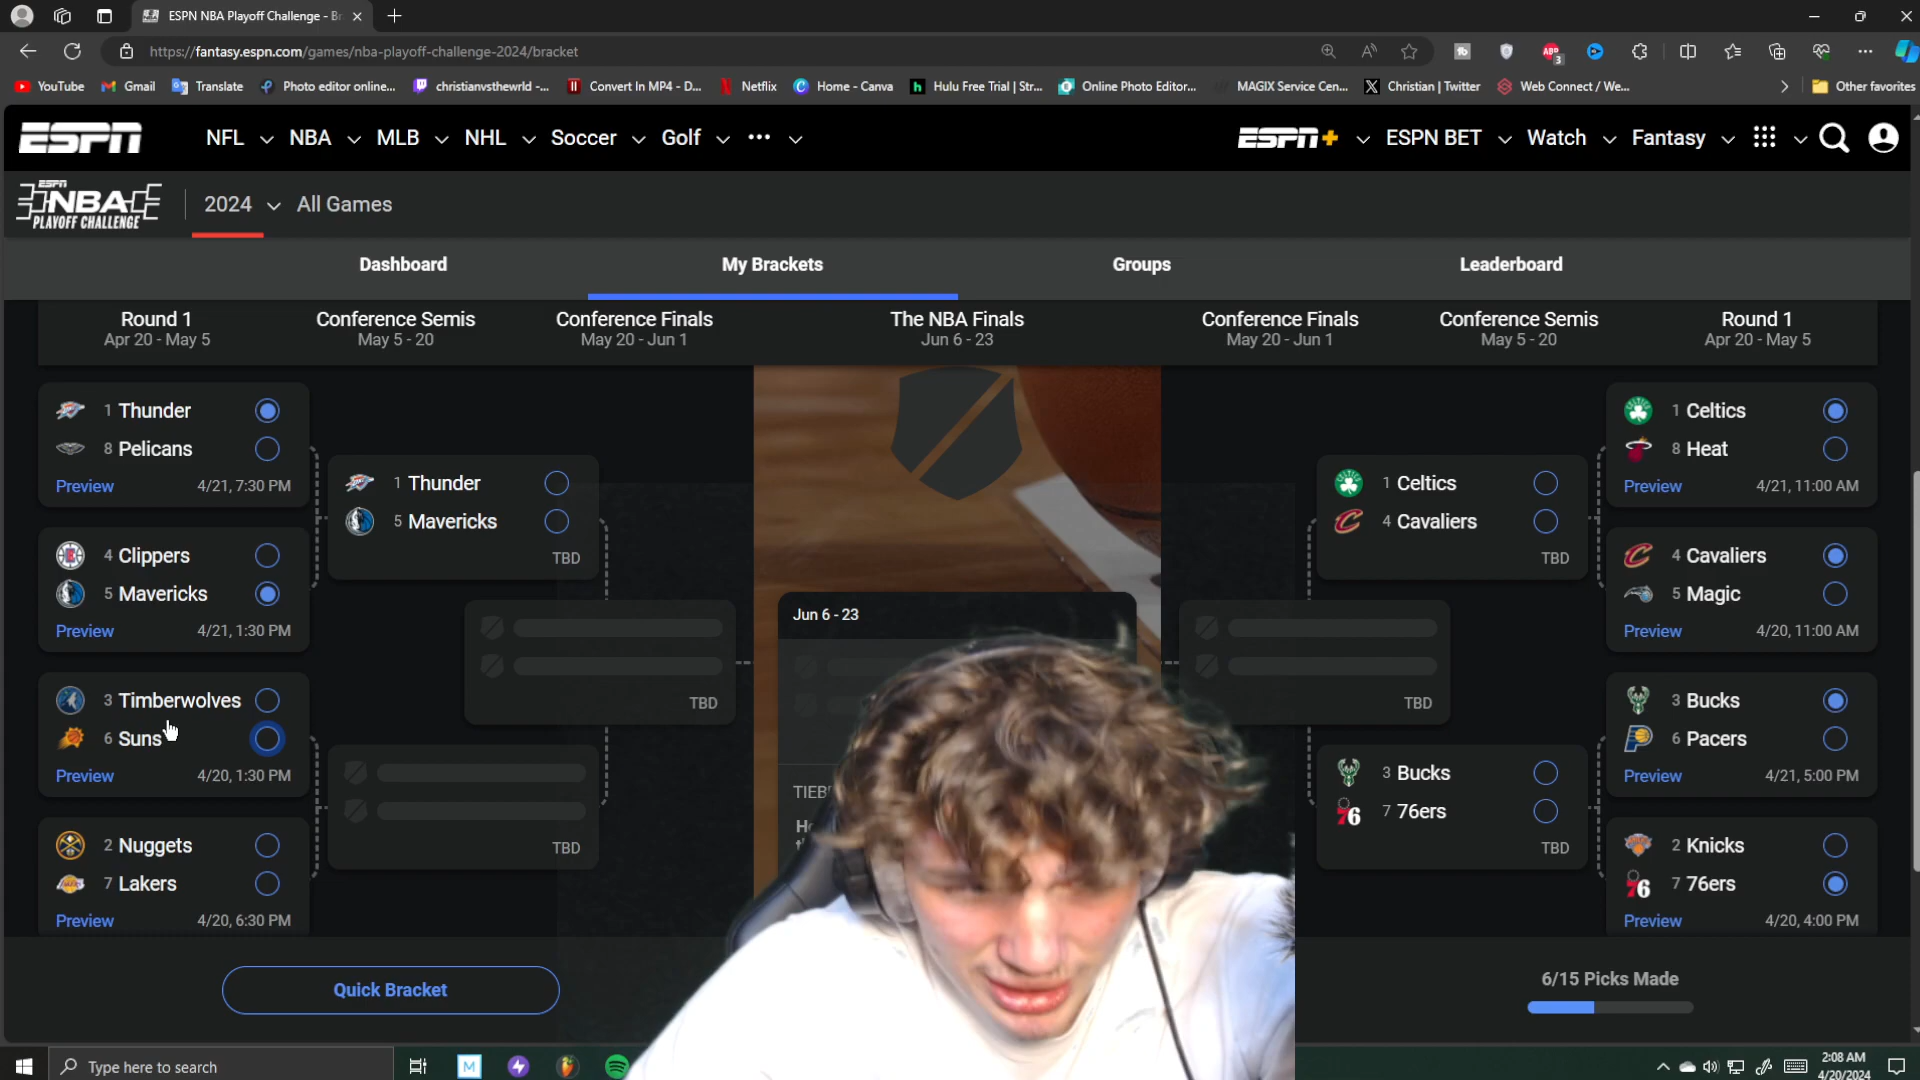 ESPN NBA Playoff Challenge - Br
https://fantasy.espn.com/games/nba-playoff-challenge-2024/bracket
YouTube Gmail Translate Photo editor online... christianvstheworld -... Convert In MP4 - D... Netflix Home - Canva Hulu Free Trial | Str... Online Photo Editor... MAGIX Service Cen... Christian | Twitter Web Connect / We... Other favorites
ESPN NFL NBA MLB NHL Soccer Golf ... ESPN+ ESPN BET Watch Fantasy
ESPN NBA PLAYOFF CHALLENGE 2024 All Games
Dashboard My Brackets Groups Leaderboard
Round 1 Conference Semis Conference Finals The NBA Finals Conference Finals Conference Semis Round 1
Apr 20 - May 5 May 5 - 20 May 20 - Jun 1 Jun 6 - 23 May 20 - Jun 1 May 5 - 20 Apr 20 - May 5
1 Thunder
8 Pelicans
Preview 4/21, 7:30 PM
4 Clippers
5 Mavericks
Preview 4/21, 1:30 PM
3 Timberwolves
6 Suns
Preview 4/20, 1:30 PM
2 Nuggets
7 Lakers
Preview 4/20, 6:30 PM
1 Thunder
5 Mavericks
TBD
TBD
TBD
Jun 6 - 23
TIEB
TBD
1 Celtics
4 Cavaliers
TBD
3 Bucks
7 76ers
TBD
1 Celtics
8 Heat
Preview 4/21, 11:00 AM
4 Cavaliers
5 Magic
Preview 4/20, 11:00 AM
3 Bucks
6 Pacers
Preview 4/21, 5:00 PM
2 Knicks
7 76ers
Preview 4/20, 4:00 PM
Quick Bracket
6/15 Picks Made
Type here to search
2:08 AM
4/20/2024